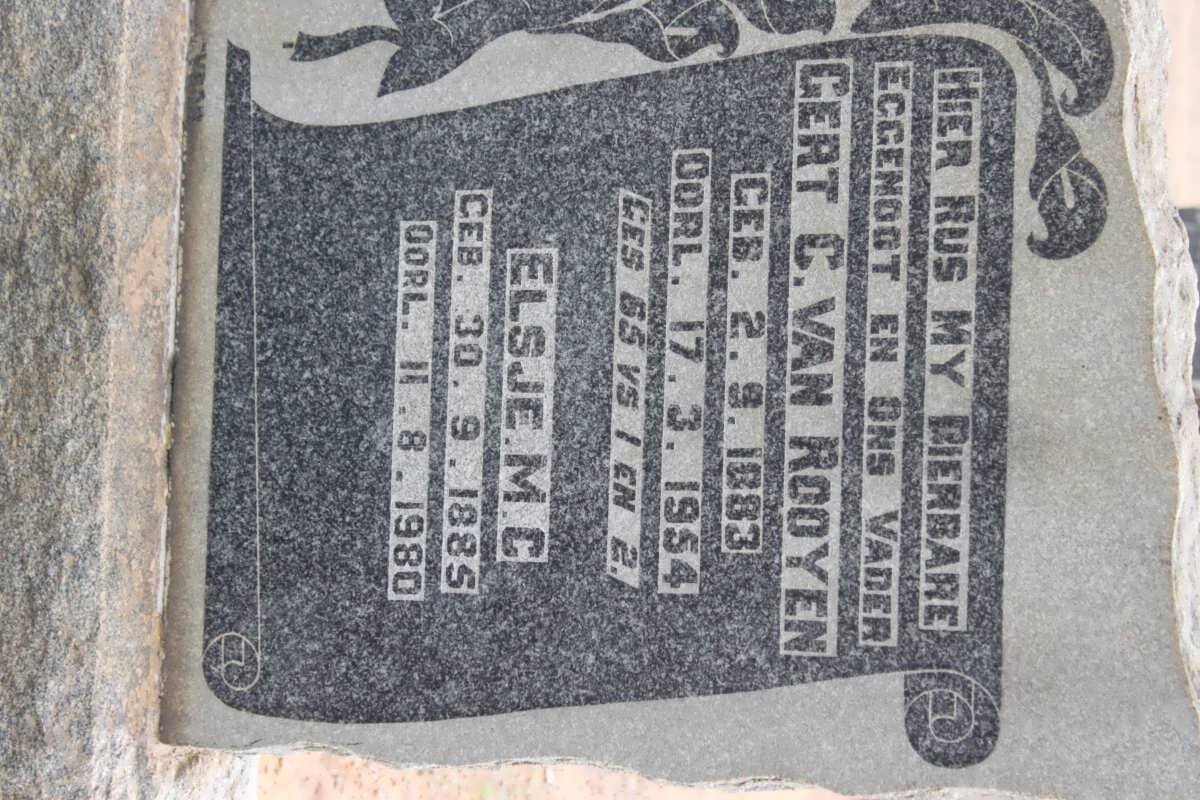 HIER RUS MY DIERBARE
EGGENOOT EN ONS VADER
GERT C. VAN ROOYEN
GEB. 2. 9. 1883
OORL. 17. 3. 1954
GES 65 VS 1 EN 2.
ELSJE.M.C
GEB. 30. 9. 1885
OORL. 11. 8. 1980